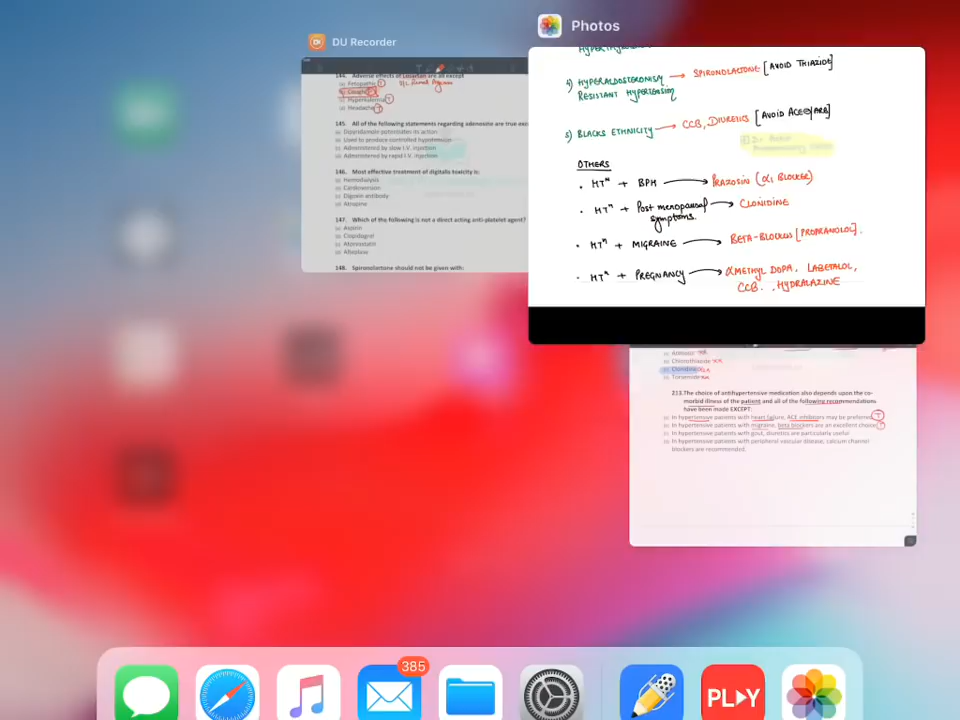 Photos
DU Recorder
4) HYPERALDOSTERONISM → SPIRONOLACTONE [AVOID THIAZIDE]
RESISTANT HYPERTENSION
5) BLACKS ETHNICITY → CCB, DIURETICS [AVOID ACEI/ARB]
OTHERS
• HTN + BPH → PRAZOSIN (α1 BLOCKER)
• HTN + Post menopausal symptoms. → CLONIDINE
• HTN + MIGRAINE → BETA-BLOCKER [PROPRANOLOL].
• HTN + PREGNANCY → αMETHYL DOPA, LABETALOL,
CCB, HYDRALAZINE
144. Adverse effects of Losartan are all except
(a) Fetopathy
(b) Cough
(c) Hyperkalemia
(d) Headache
145. All of the following statements regarding adenosine are true exc
(a) Dipyridamole potentiates its action
(b) Used to produce controlled hypotension
(c) Administered by slow I.V. injection
(d) Administered by rapid I.V. injection
146. Most effective treatment of digitalis toxicity is:
(a) Hemodialysis
(b) Cardioversion
(c) Digoxin antibody
(d) Atropine
147. Which of the following is not a direct acting anti-platelet agent?
(a) Aspirin
(b) Clopidogrel
(c) Atorvastatin
(d) Alteplase
148. Spironolactone should not be given with:
Chlorothiazide
Clonidine
Torsemide
213. The choice of antihypertensive medication also depends upon the co-
morbid illness of the patient and all of the following recommendations
have been made EXCEPT:
(a) In hypertensive patients with heart failure, ACE inhibitors may be preferred
(b) In hypertensive patients with migraine, beta blockers are an excellent choice
(c) In hypertensive patients with gout, diuretics are particularly useful
(d) In hypertensive patients with peripheral vascular disease, calcium channel
blockers are recommended.
385
PLAY